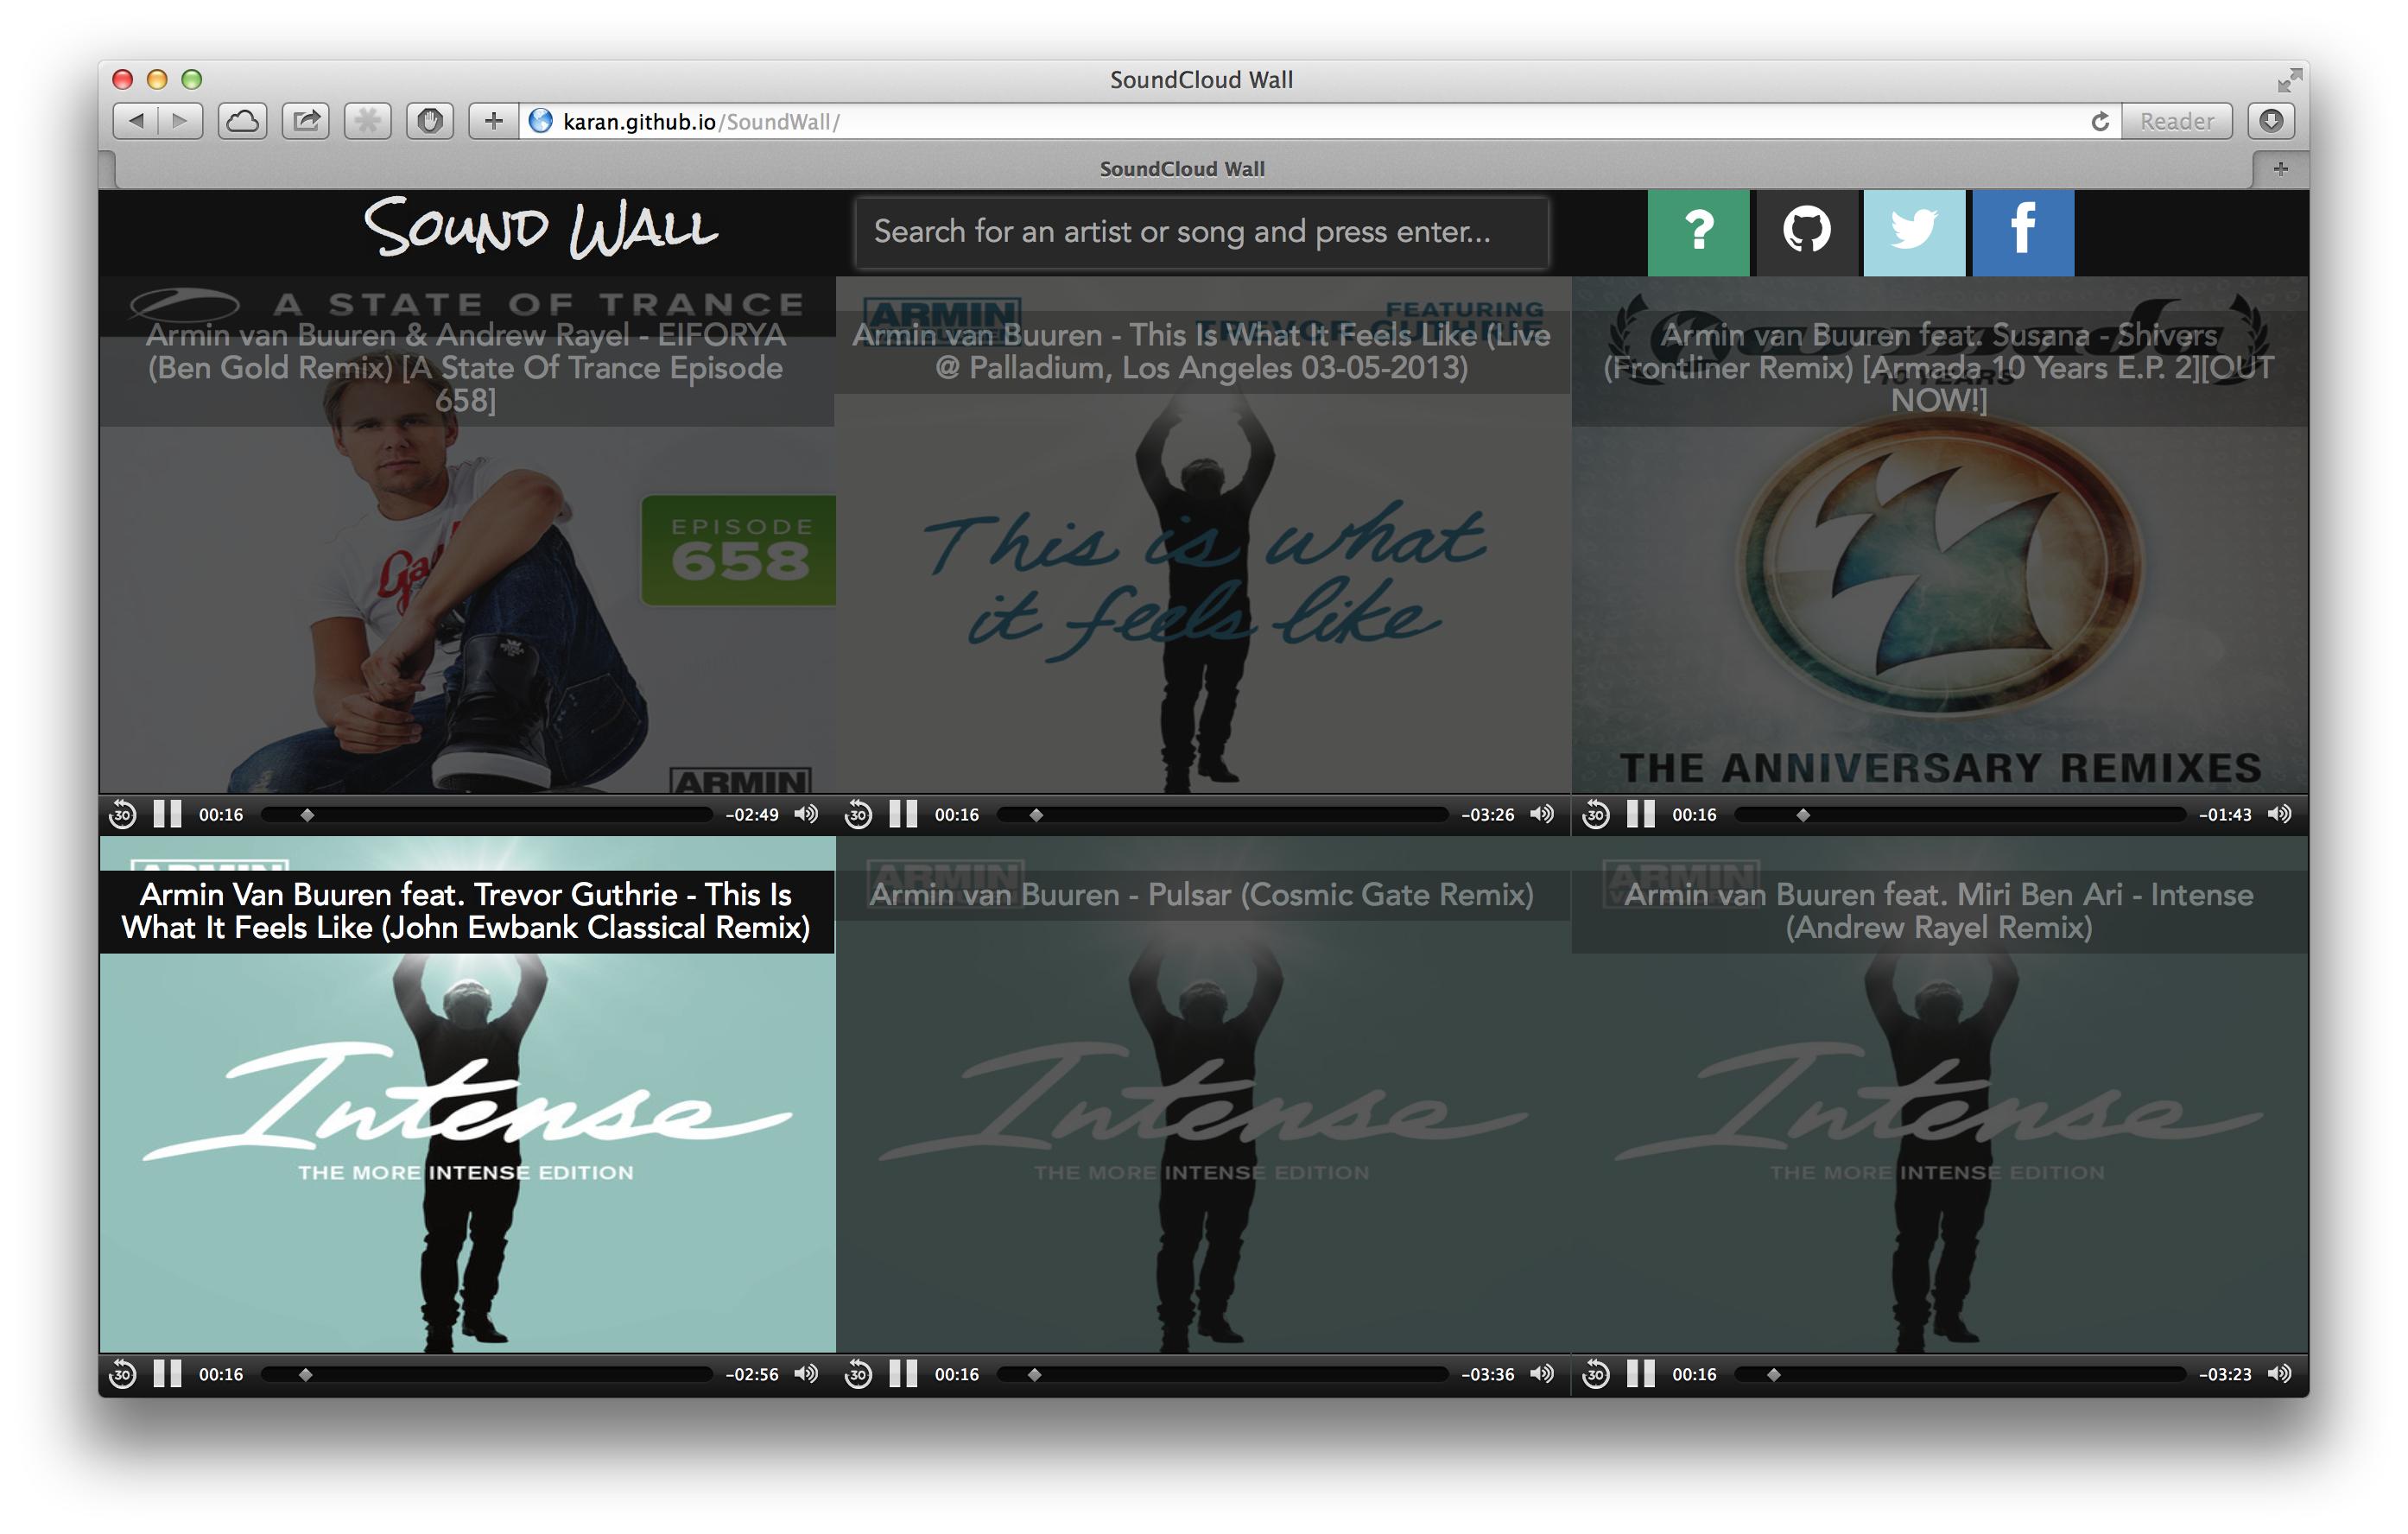 SoundCloud Wall
karan.github.io/SoundWall/
Reader
SoundCloud Wall
Sound Wall
Search for an artist or song and press enter...
?
f
A STATE OF TRANCE
Armin van Buuren & Andrew Rayel - EIFORYA
(Ben Gold Remix) [A State Of Trance Episode
658]
EPISODE
658
ARMIN
ARMIN
FEATURING
TREVOR GUTHRIE
Armin van Buuren - This Is What It Feels Like (Live
@ Palladium, Los Angeles 03-05-2013)
This is what
it feels like
Armin van Buuren feat. Susana - Shivers
(Frontliner Remix) [Armada 10 Years E.P. 2][OUT
NOW!]
10 YEARS
THE ANNIVERSARY REMIXES
30 00:16 -02:49
30 00:16 -03:26
30 00:16 -01:43
ARMIN
Armin Van Buuren feat. Trevor Guthrie - This Is
What It Feels Like (John Ewbank Classical Remix)
Intense
THE MORE INTENSE EDITION
ARMIN
Armin van Buuren - Pulsar (Cosmic Gate Remix)
Intense
THE MORE INTENSE EDITION
ARMIN
Armin van Buuren feat. Miri Ben Ari - Intense
(Andrew Rayel Remix)
Intense
THE MORE INTENSE EDITION
30 00:16 -02:56
30 00:16 -03:36
30 00:16 -03:23